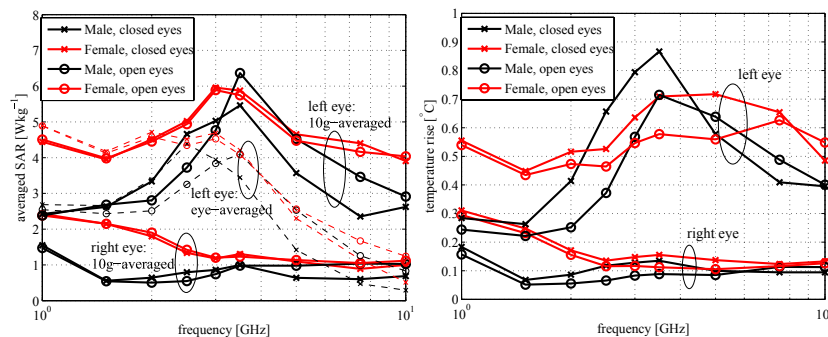 Male, closed eyes
Female, closed eyes
Male, open eyes
Female, open eyes
left eye:
10g-averaged
left eye:
eye-averaged
right eye:
10g-averaged
averaged SAR [Wkg⁻¹]
8
7
6
5
4
3
2
1
0
10⁰
10¹
frequency [GHz]
Male, closed eyes
Female, closed eyes
Male, open eyes
Female, open eyes
left eye
right eye
temperature rise [°C]
1
0.9
0.8
0.7
0.6
0.5
0.4
0.3
0.2
0.1
0
10⁰
10¹
frequency [GHz]